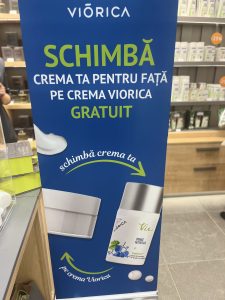 VIORICA
SCHIMBĂ
CREMA TA PENTRU FAȚĂ
PE CREMA VIORICA
GRATUIT
schimbă crema ta
pe crema Viorica!